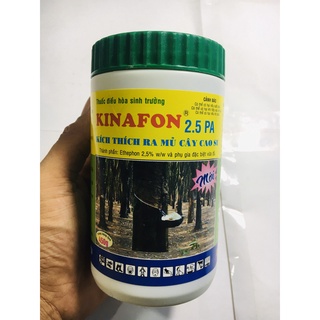 Thuốc điều hòa sinh trưởng
CẢNH BÁO
KINAFON® 2.5 PA
KÍCH THÍCH RA MỦ CÂY CAO SU
Thành phần: Ethephon 2.5% w/w và phụ gia đặc biệt vừa đủ
Mới